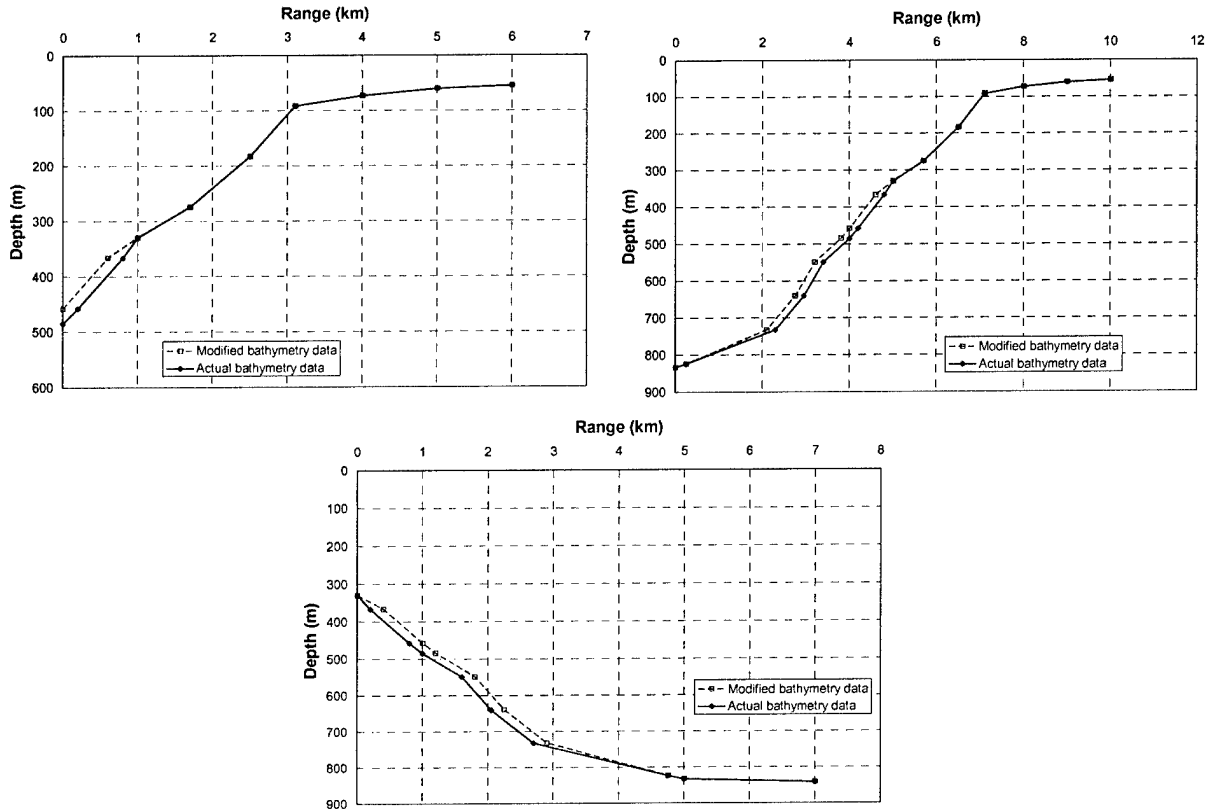 Range (km)
0 1 2 3 4 5 6 7
0
100
200
300
400
500
600
Depth (m)
Modified bathymetry data
Actual bathymetry data
Range (km)
0 2 4 6 8 10 12
0
100
200
300
400
500
600
700
800
900
Depth (m)
Modified bathymetry data
Actual bathymetry data
Range (km)
0 1 2 3 4 5 6 7 8
0
100
200
300
400
500
600
700
800
900
Depth (m)
Modified bathymetry data
Actual bathymetry data